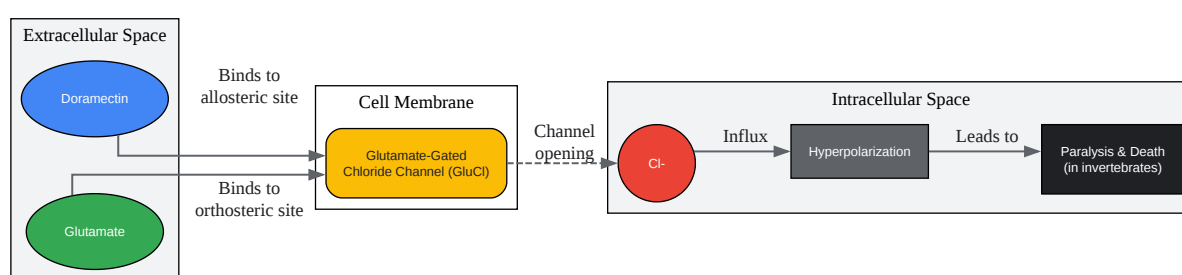 Extracellular Space
Doramectin
Glutamate
Binds to
allosteric site
Binds to
orthosteric site
Cell Membrane
Glutamate-Gated
Chloride Channel (GluCl)
Channel
opening
Intracellular Space
Cl-
Influx
Hyperpolarization
Leads to
Paralysis & Death
(in invertebrates)